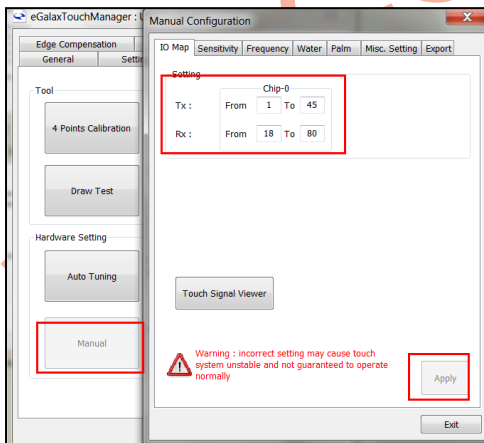 eGalaxTouchManager : U
Edge Compensation
General
Setti
Tool
4 Points Calibration
Draw Test
Hardware Setting
Auto Tuning
Manual
Manual Configuration
X
IO Map Sensitivity Frequency Water Palm Misc. Setting Export
Setting
Chip-0
Tx : From 1 To 45
Rx : From 18 To 80
Touch Signal Viewer
Warning : incorrect setting may cause touch
system unstable and not guaranteed to operate
normally
Apply
Exit